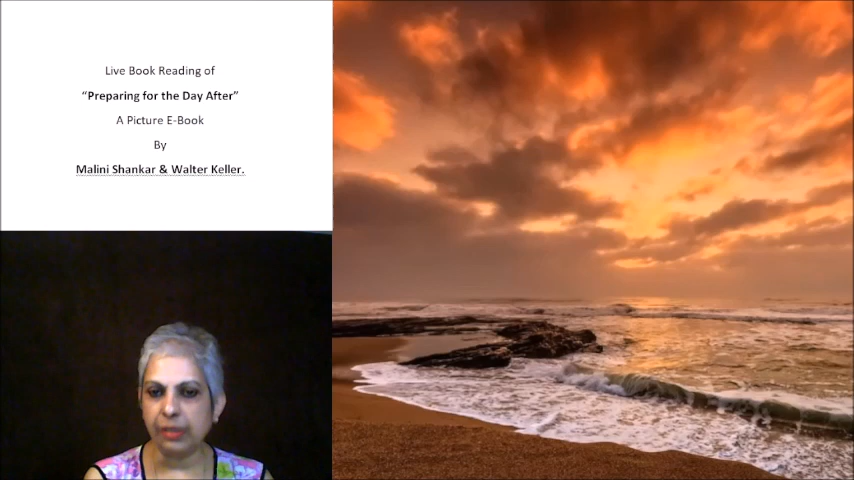 Live Book Reading of
“Preparing for the Day After”
A Picture E-Book
By
Malini Shankar & Walter Keller.